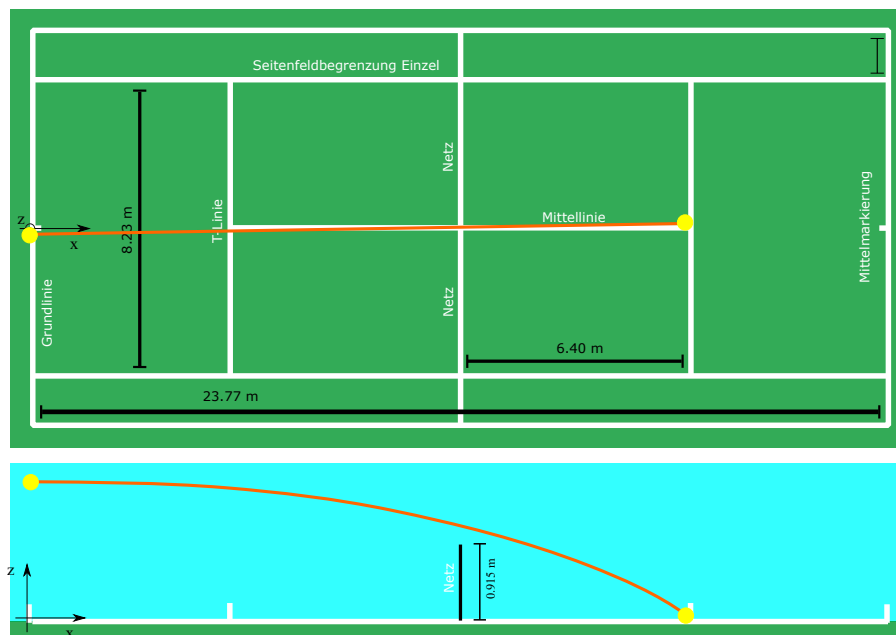 Seitenfeldbegrenzung Einzel
Netz
z
x
8.23 m
T-Linie
Mittellinie
Mittelmarkierung
Grundlinie
Netz
6.40 m
23.77 m
z
x
Netz
0.915 m